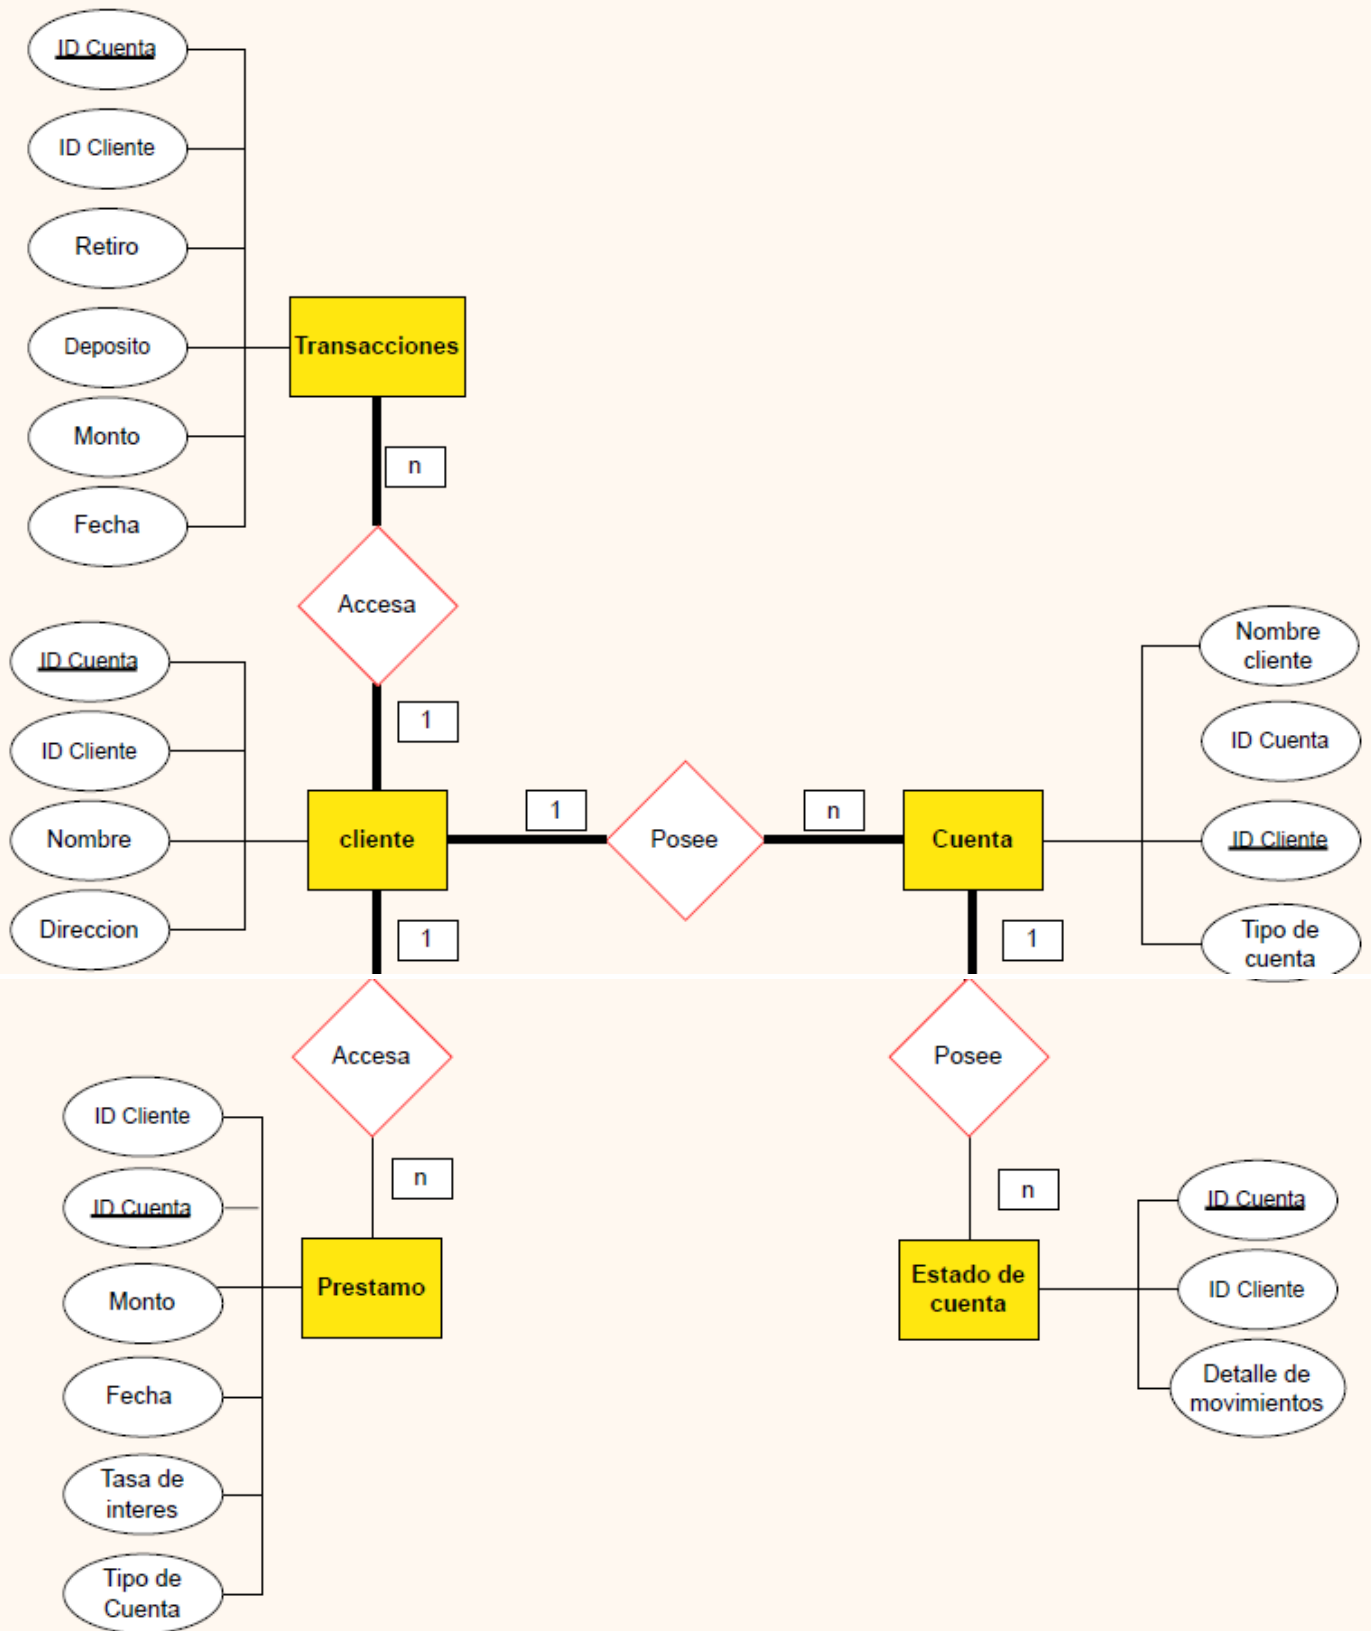 ID Cuenta
ID Cliente
Retiro
Deposito
Monto
Fecha
Transacciones
n
Accesa
1
ID Cuenta
ID Cliente
Nombre
Direccion
cliente
1
Posee
n
Cuenta
Nombre
cliente
ID Cuenta
ID Cliente
Tipo de
cuenta
1
1
Accesa
n
ID Cliente
ID Cuenta
Monto
Fecha
Tasa de
interes
Tipo de
Cuenta
Prestamo
Posee
n
Estado de
cuenta
ID Cuenta
ID Cliente
Detalle de
movimientos